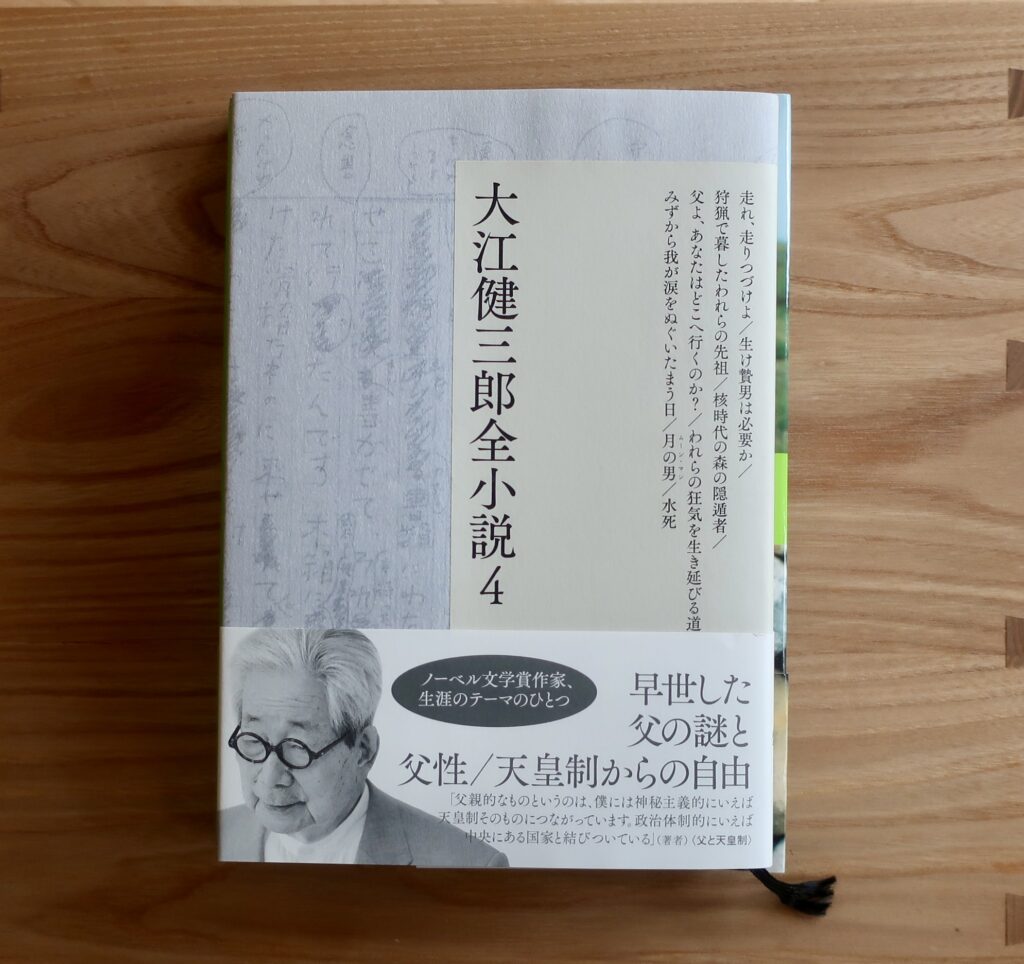 走れ、走りつづけよ／生け贄男は必要か／
狩猟で暮したわれらの先祖／核時代の森の隠遁者／
父よ、あなたはどこへ行くのか？／われらの狂気を生き延びる道
みずから我が涙をぬぐいたまう日／月の男／水死
ムーン・マン
大江健三郎全小説4
ノーベル文学賞作家、
生涯のテーマのひとつ
早世した
父の謎と
父性／天皇制からの自由
「父親的なものというのは、僕には神秘主義的にいえば
天皇制そのものにつながっています。政治体制的にいえば
中央にある国家と結びついている」（著者）〈父と天皇制〉